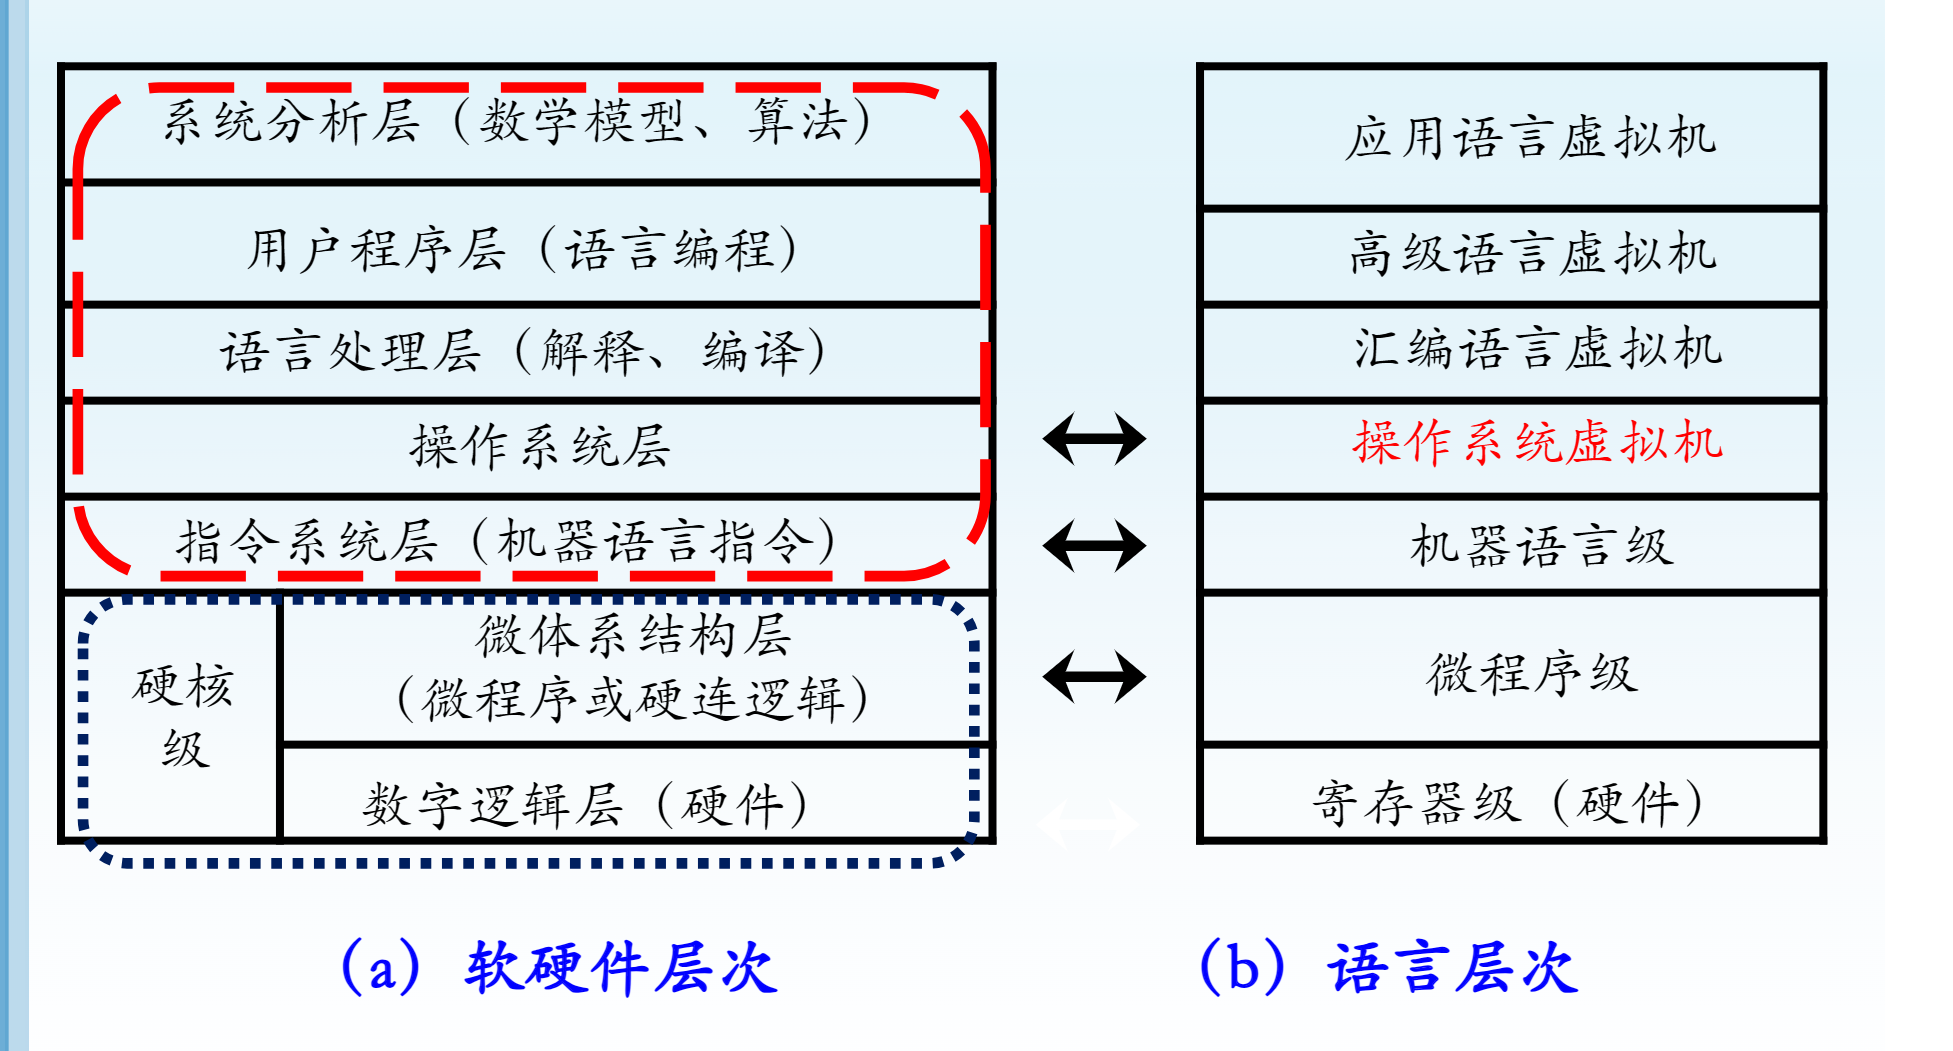 系统分析层（数学模型、算法）
用户程序层（语言编程）
语言处理层（解释、编译）
操作系统层
指令系统层（机器语言指令）
硬核
级
微体系结构层
（微程序或硬连逻辑）
数字逻辑层（硬件）
应用语言虚拟机
高级语言虚拟机
汇编语言虚拟机
操作系统虚拟机
机器语言级
微程序级
寄存器级（硬件）
（a）软硬件层次
（b）语言层次